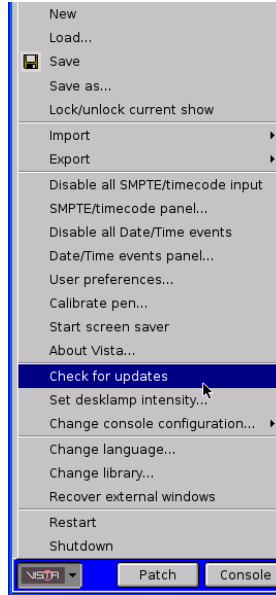 New
Load...
Save
Save as...
Lock/unlock current show
Import
Export
Disable all SMPTE/timecode input
SMPTE/timecode panel...
Disable all Date/Time events
Date/Time events panel...
User preferences...
Calibrate pen...
Start screen saver
About Vista...
Check for updates
Set desklamp intensity...
Change console configuration...
Change language...
Change library...
Recover external windows
Restart
Shutdown
VISTA Patch Console